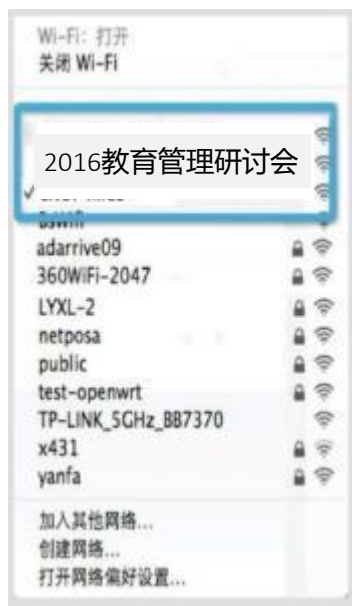 Wi-Fi: 打开
关闭 Wi-Fi
2016教育管理研讨会
adarrive09
360WiFi-2047
LYXL-2
netposa
public
test-openwrt
TP-LINK_5GHz_BB7370
x431
yanfa
加入其他网络...
创建网络...
打开网络偏好设置...